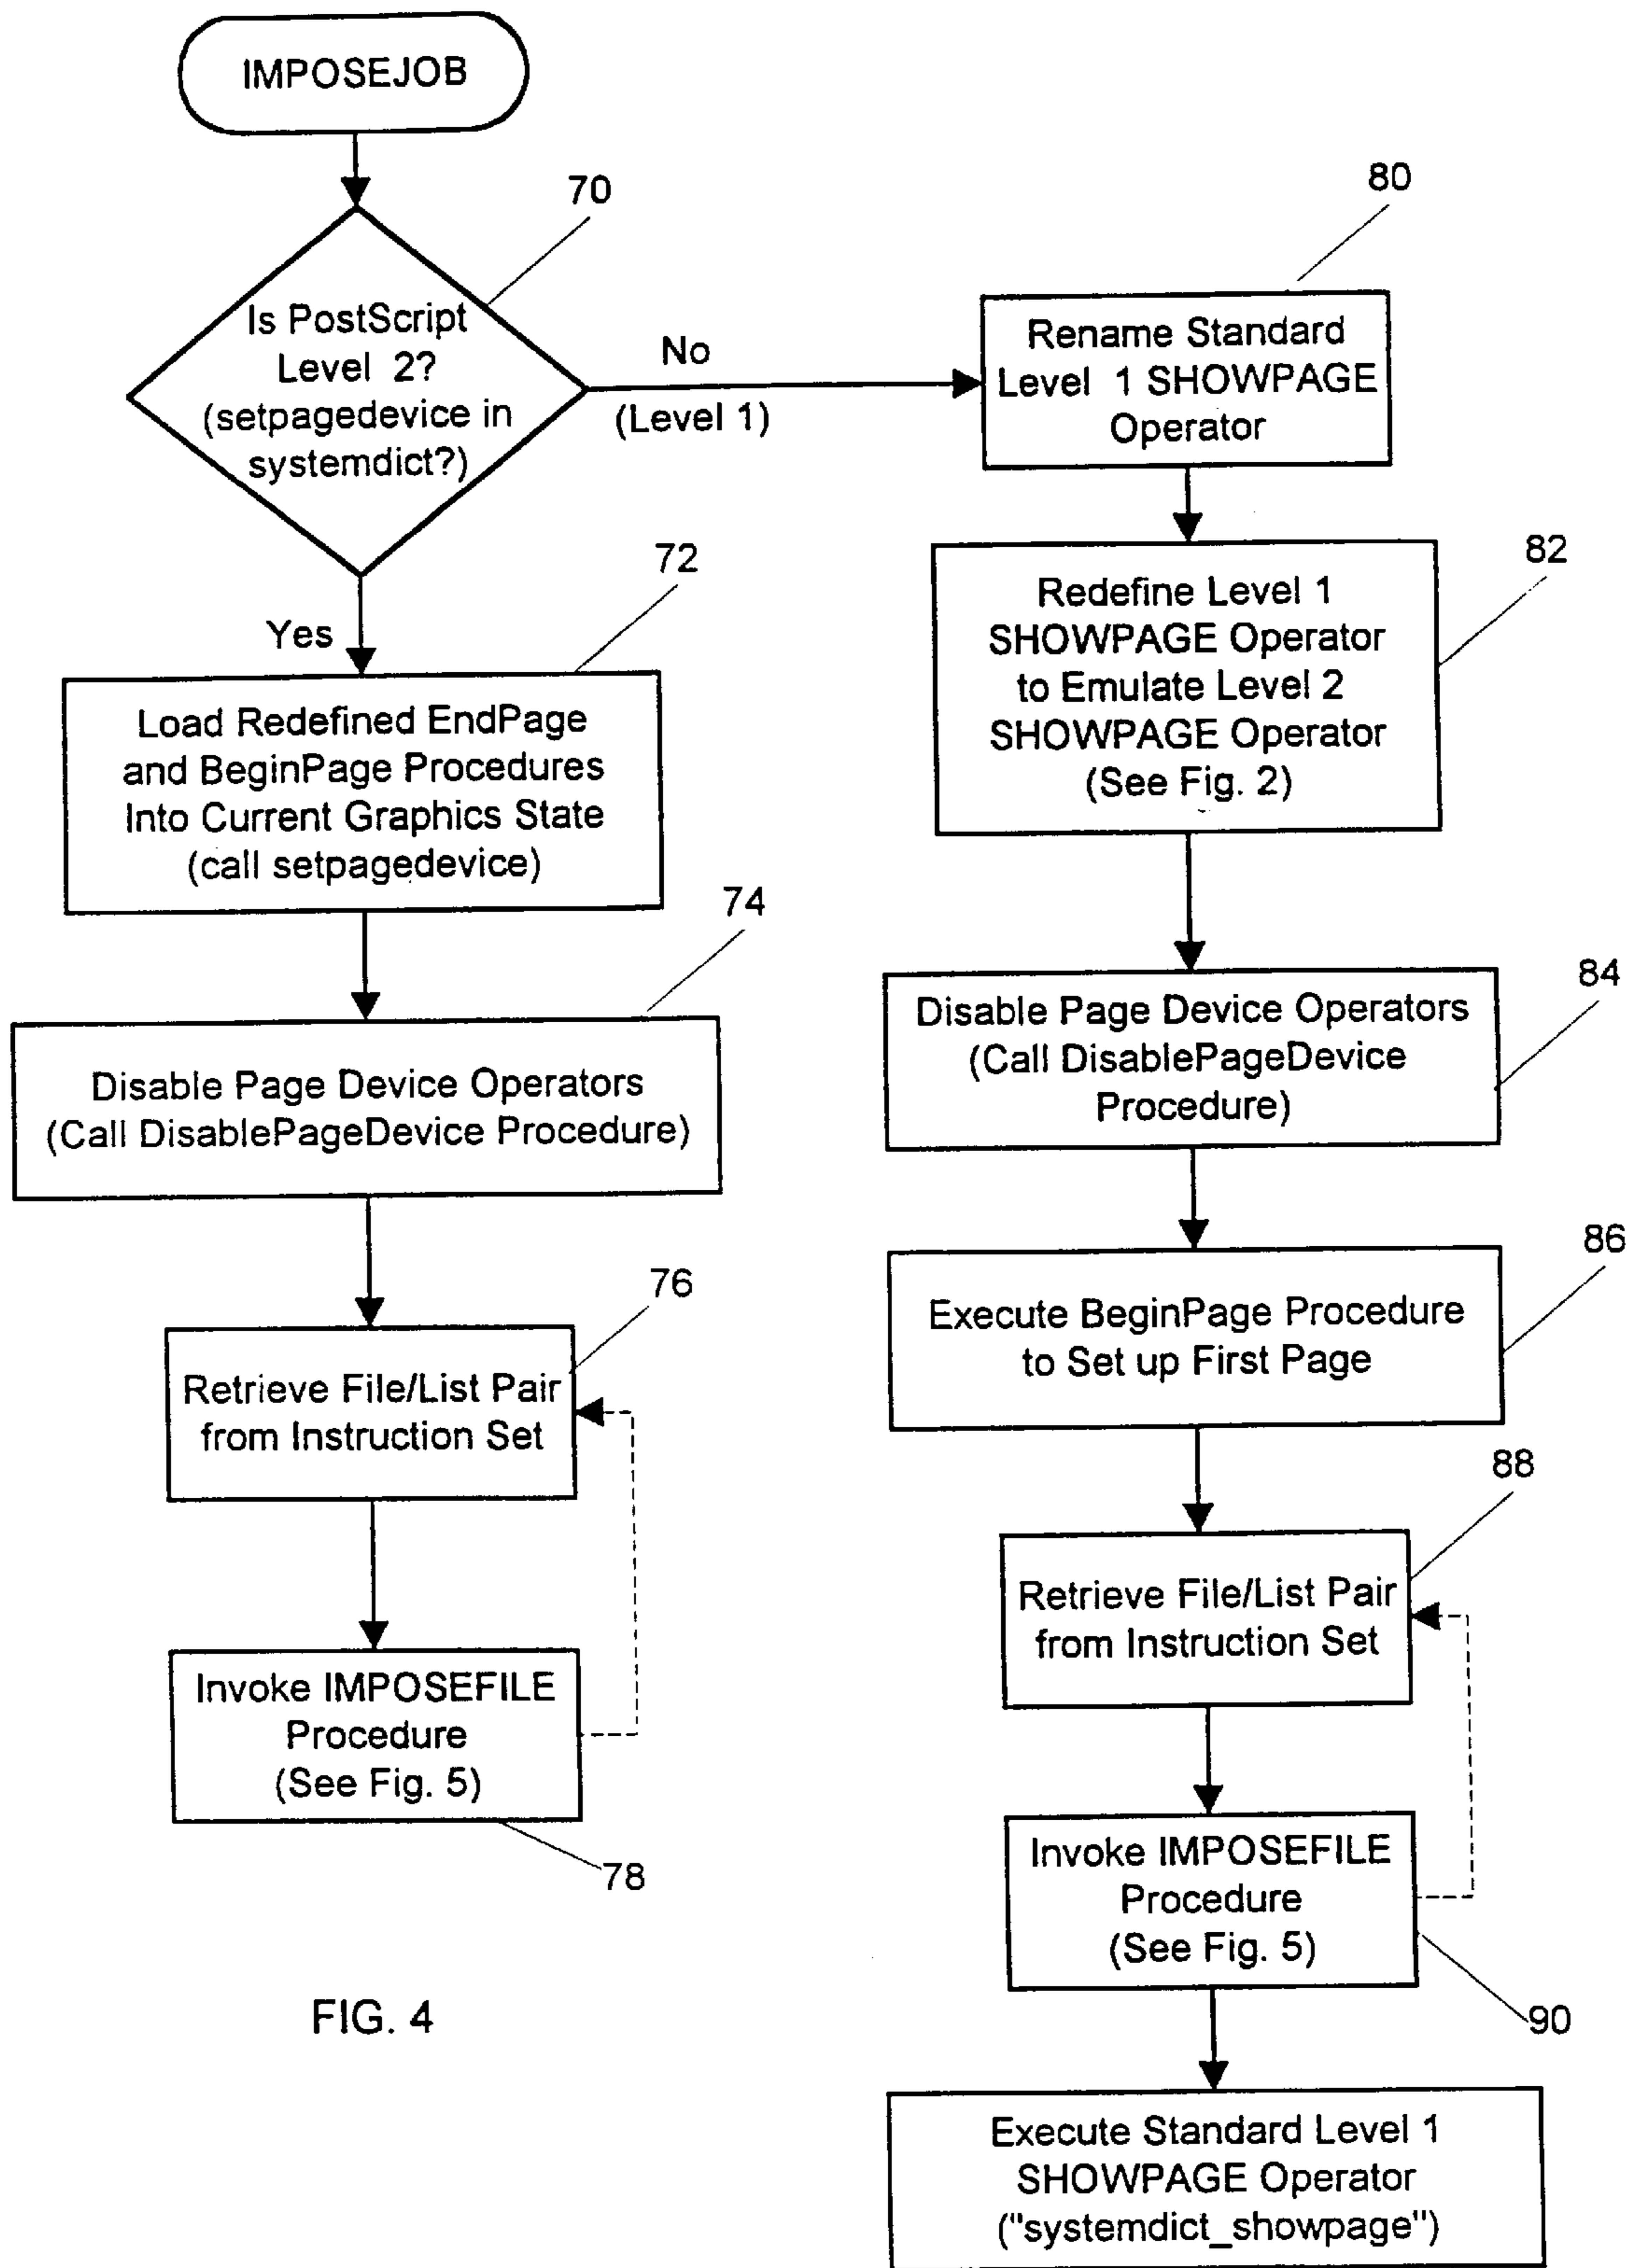 IMPOSEJOB
70
Is PostScript
Level 2?
(setpagedevice in
systemdict?)
No
(Level 1)
Yes
72
Load Redefined EndPage
and BeginPage Procedures
Into Current Graphics State
(call setpagedevice)
74
Disable Page Device Operators
(Call DisablePageDevice Procedure)
76
Retrieve File/List Pair
from Instruction Set
Invoke IMPOSEFILE
Procedure
(See Fig. 5)
78
80
Rename Standard
Level 1 SHOWPAGE
Operator
82
Redefine Level 1
SHOWPAGE Operator
to Emulate Level 2
SHOWPAGE Operator
(See Fig. 2)
84
Disable Page Device Operators
(Call DisablePageDevice
Procedure)
86
Execute BeginPage Procedure
to Set up First Page
88
Retrieve File/List Pair
from Instruction Set
Invoke IMPOSEFILE
Procedure
(See Fig. 5)
90
Execute Standard Level 1
SHOWPAGE Operator
("systemdict_showpage")
FIG. 4